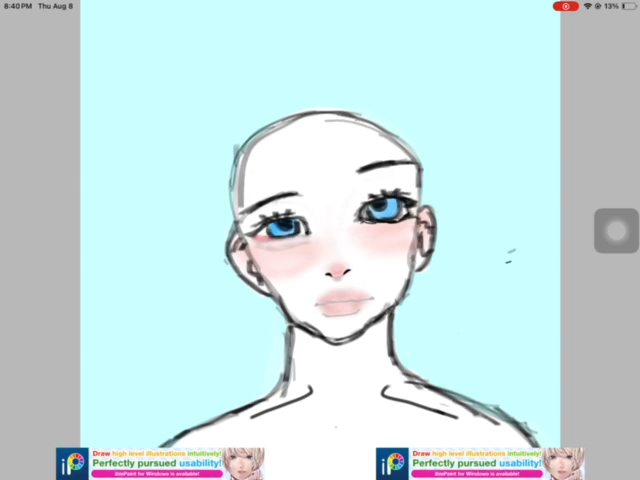 8:40 PM Thu Aug 8
13%
Draw high level illustrations intuitively!
Perfectly pursued usability!
ibisPaint for Windows is available!
Draw high level illustrations intuitively!
Perfectly pursued usability!
ibisPaint for Windows is available!